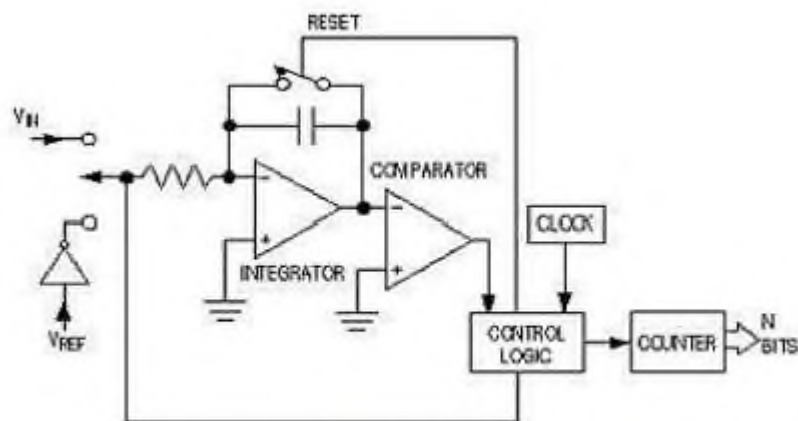 RESET
VIN
COMPARATOR
CLOCK
INTEGRATOR
VREF
CONTROL
LOGIC
COUNTER
N
BITS